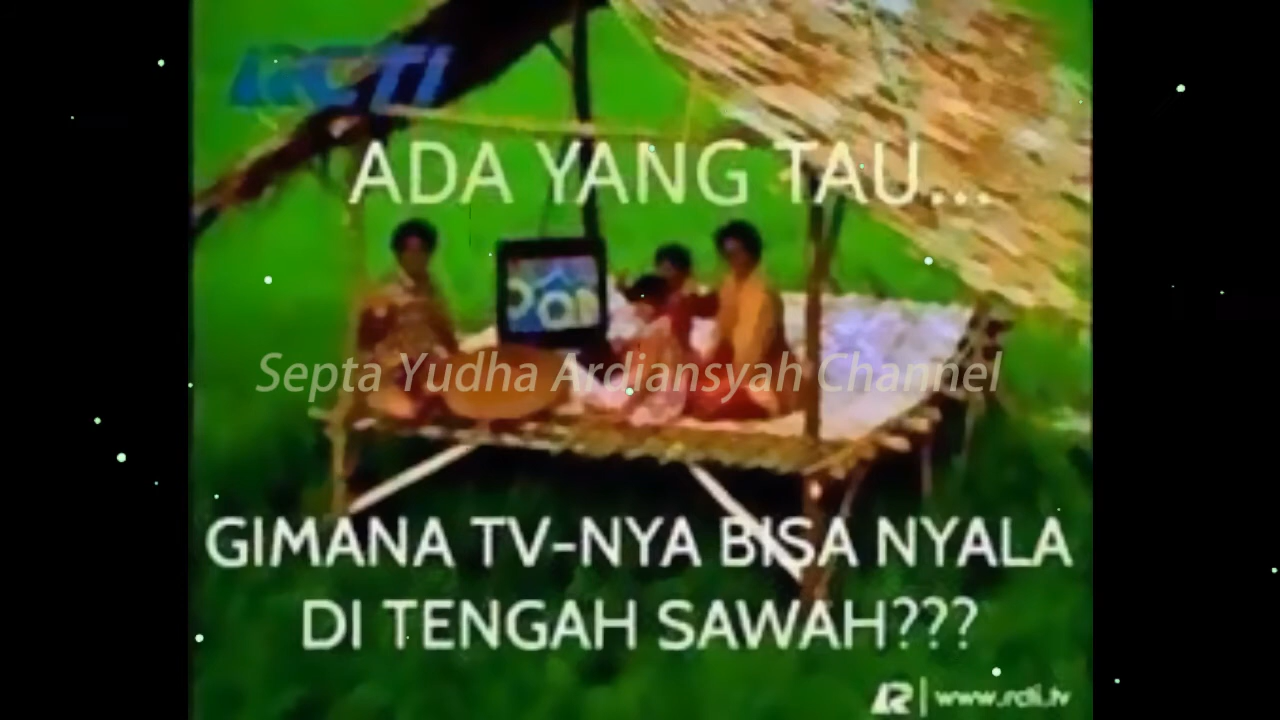 RCTI
ADA YANG TAU...
Septa Yudha Ardiansyah Channel
GIMANA TV-NYA BISA NYALA
DI TENGAH SAWAH???
R | www.rcti.tv